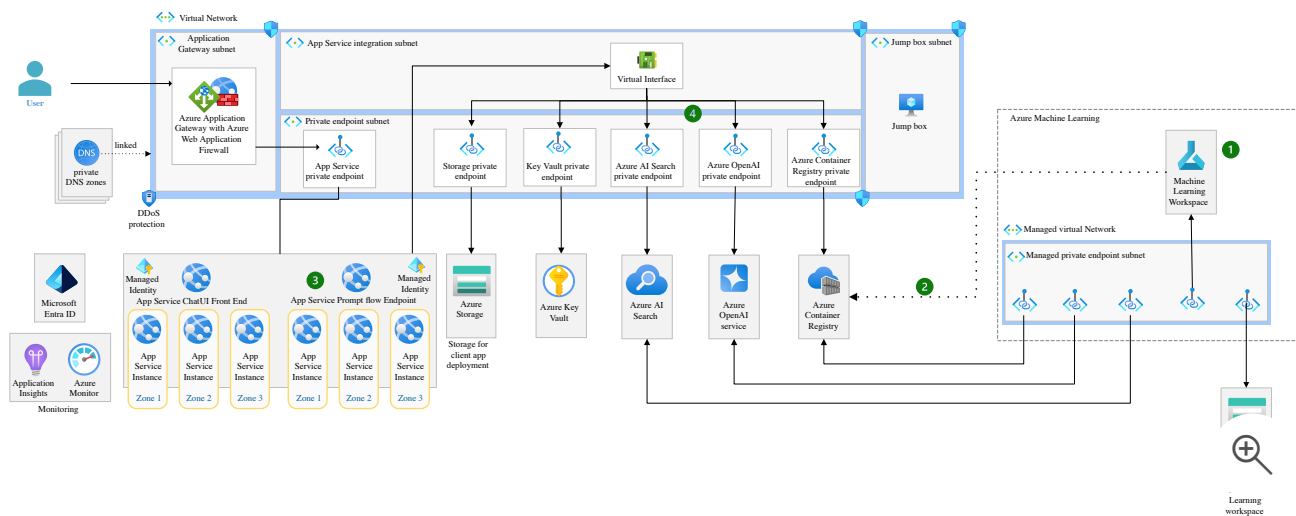 Virtual Network
Application
Gateway subnet
App Service integration subnet
Jump box subnet
User
Azure Application
Gateway with Azure
Web Application
Firewall
Virtual Interface
4
Private endpoint subnet
App Service
private endpoint
Storage private
endpoint
Key Vault private
endpoint
Azure AI Search
private endpoint
Azure OpenAI
private endpoint
Azure Container
Registry private
endpoint
Jump box
DNS
private
DNS zones
linked
DDoS
protection
Azure Machine Learning
1
Machine
Learning
Workspace
Managed virtual Network
Managed private endpoint subnet
2
Microsoft
Entra ID
Application
Insights
Azure
Monitor
Monitoring
Managed
Identity
3
Managed
Identity
App Service ChatUI Front End
App Service Prompt flow Endpoint
App
Service
Instance
Zone 1
App
Service
Instance
Zone 2
App
Service
Instance
Zone 3
App
Service
Instance
Zone 1
App
Service
Instance
Zone 2
App
Service
Instance
Zone 3
Azure
Storage
Storage for
client app
deployment
Azure Key
Vault
Azure AI
Search
Azure
OpenAI
service
Azure
Container
Registry
Learning
workspace